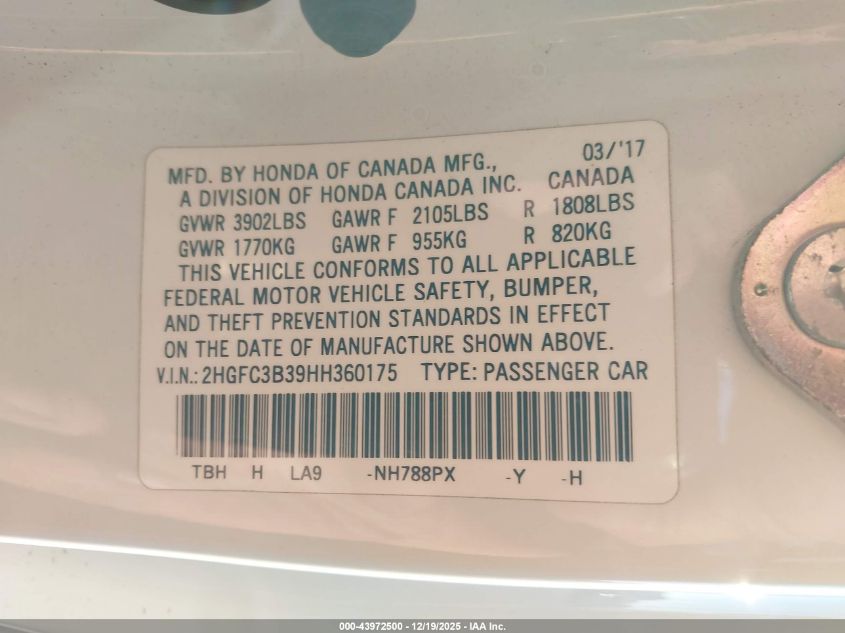 MFD. BY HONDA OF CANADA MFG., 03/'17
A DIVISION OF HONDA CANADA INC. CANADA
GVWR 3902LBS GAWR F 2105LBS R 1808LBS
GVWR 1770KG GAWR F 955KG R 820KG
THIS VEHICLE CONFORMS TO ALL APPLICABLE
FEDERAL MOTOR VEHICLE SAFETY, BUMPER,
AND THEFT PREVENTION STANDARDS IN EFFECT
ON THE DATE OF MANUFACTURE SHOWN ABOVE.
V.I.N.: 2HGFC3B39HH360175 TYPE: PASSENGER CAR
TBH H LA9 -NH788PX -Y -H
000-43972500 - 12/19/2025 - IAA Inc.